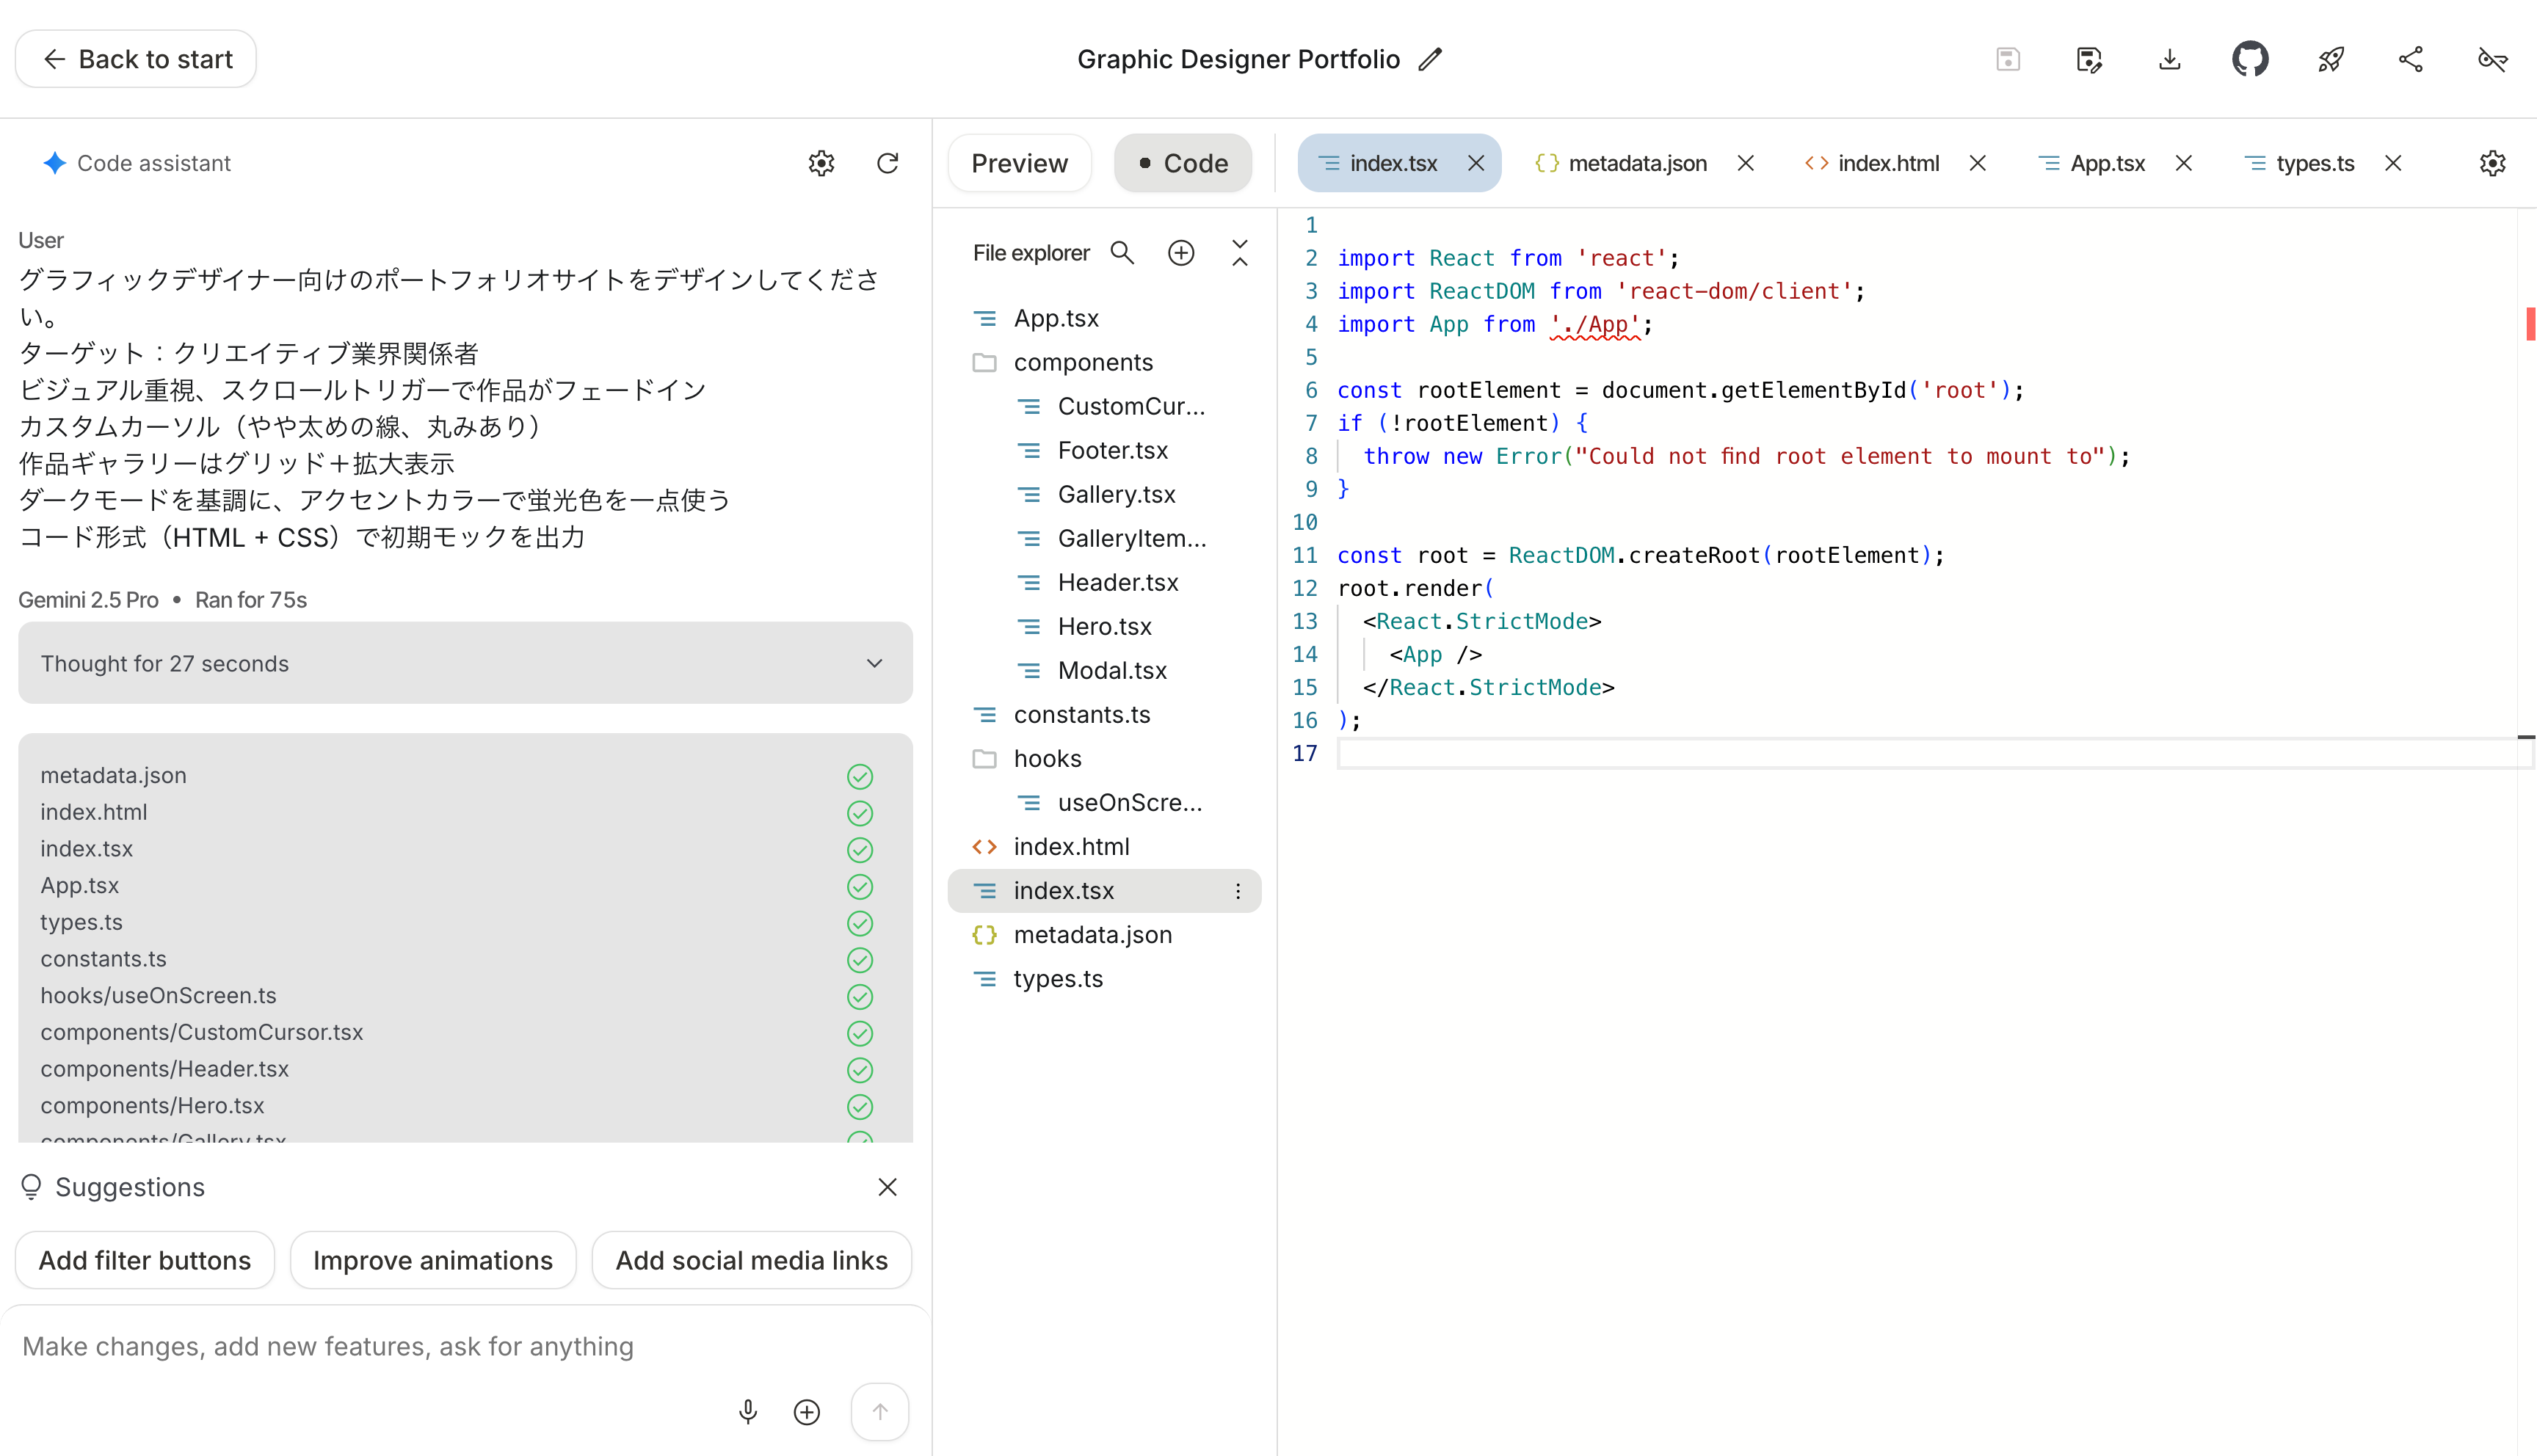 Back to start
Graphic Designer Portfolio
Code assistant
User
グラフィックデザイナー向けのポートフォリオサイトをデザインしてくださ
い。
ターゲット：クリエイティブ業界関係者
ビジュアル重視、スクロールトリガーで作品がフェードイン
カスタムカーソル（やや太めの線、丸みあり）
作品ギャラリーはグリッド＋拡大表示
ダークモードを基調に、アクセントカラーで蛍光色を一点使う
コード形式（HTML + CSS）で初期モックを出力
Gemini 2.5 Pro • Ran for 75s
Thought for 27 seconds
metadata.json
index.html
index.tsx
App.tsx
types.ts
constants.ts
hooks/useOnScreen.ts
components/CustomCursor.tsx
components/Header.tsx
components/Hero.tsx
components/Gallery.tsx
Suggestions
Add filter buttons
Improve animations
Add social media links
Make changes, add new features, ask for anything
Preview
Code
index.tsx
metadata.json
index.html
App.tsx
types.ts
File explorer
App.tsx
components
CustomCur...
Footer.tsx
Gallery.tsx
GalleryItem...
Header.tsx
Hero.tsx
Modal.tsx
constants.ts
hooks
useOnScre...
index.html
index.tsx
metadata.json
types.ts
1
2 import React from 'react';
3 import ReactDOM from 'react-dom/client';
4 import App from './App';
5
6 const rootElement = document.getElementById('root');
7 if (!rootElement) {
8 throw new Error("Could not find root element to mount to");
9 }
10
11 const root = ReactDOM.createRoot(rootElement);
12 root.render(
13 <React.StrictMode>
14 <App />
15 </React.StrictMode>
16 );
17